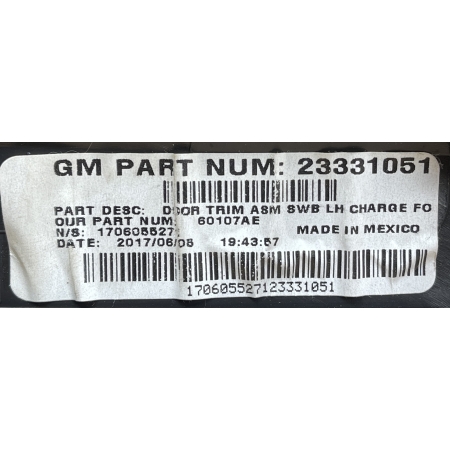 GM PART NUM: 23331051
PART DESC: DOOR TRIM ASM SWB LH CHARGE FO
OUR PART NUM: 60107AE
N/S: 170605527 MADE IN MEXICO
DATE: 2017/06/05 19:43:57
170605527123331051